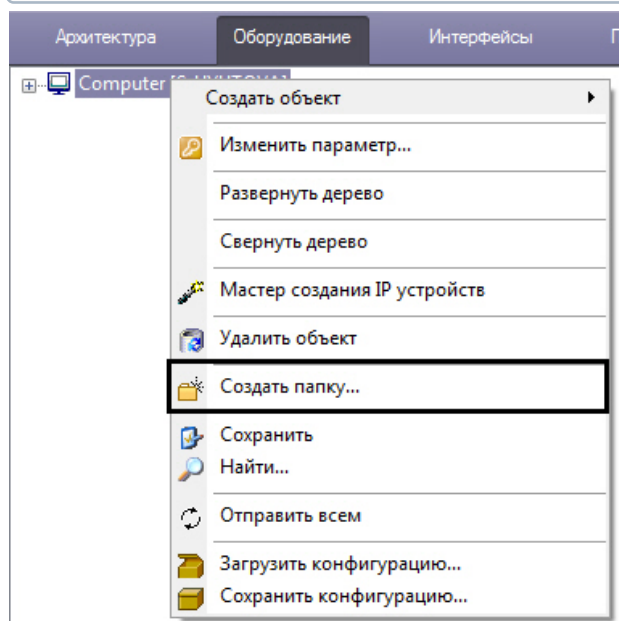 Архитектура Оборудование Интерфейсы
Computer
Создать объект
Изменить параметр...
Развернуть дерево
Свернуть дерево
Мастер создания IP устройств
Удалить объект
Создать папку...
Сохранить
Найти...
Отправить всем
Загрузить конфигурацию...
Сохранить конфигурацию...